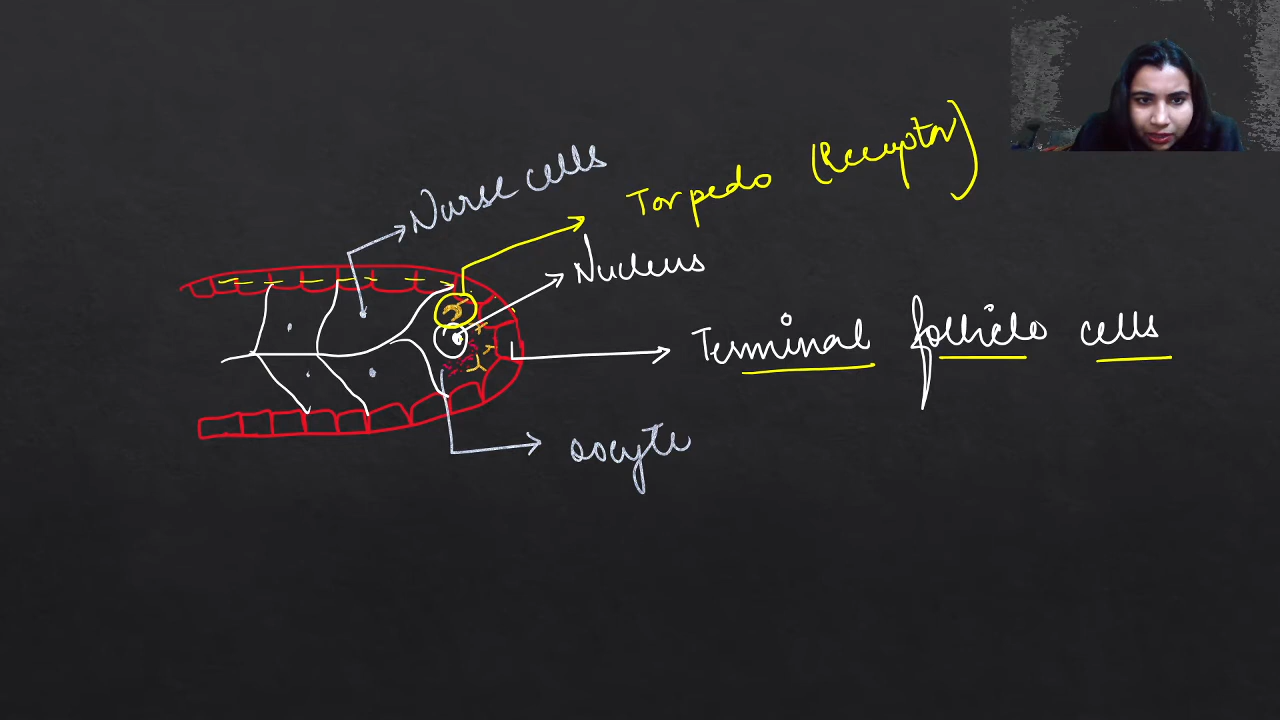 Nurse cells
Torpedo (Receptor)
Nucleus
Terminal follicle cells
oocyte